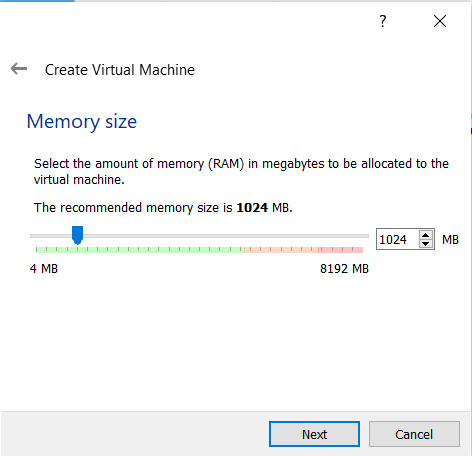 ?
Create Virtual Machine
Memory size
Select the amount of memory (RAM) in megabytes to be allocated to the
virtual machine.
The recommended memory size is 1024 MB.
1024 MB
4 MB 8192 MB
Next Cancel